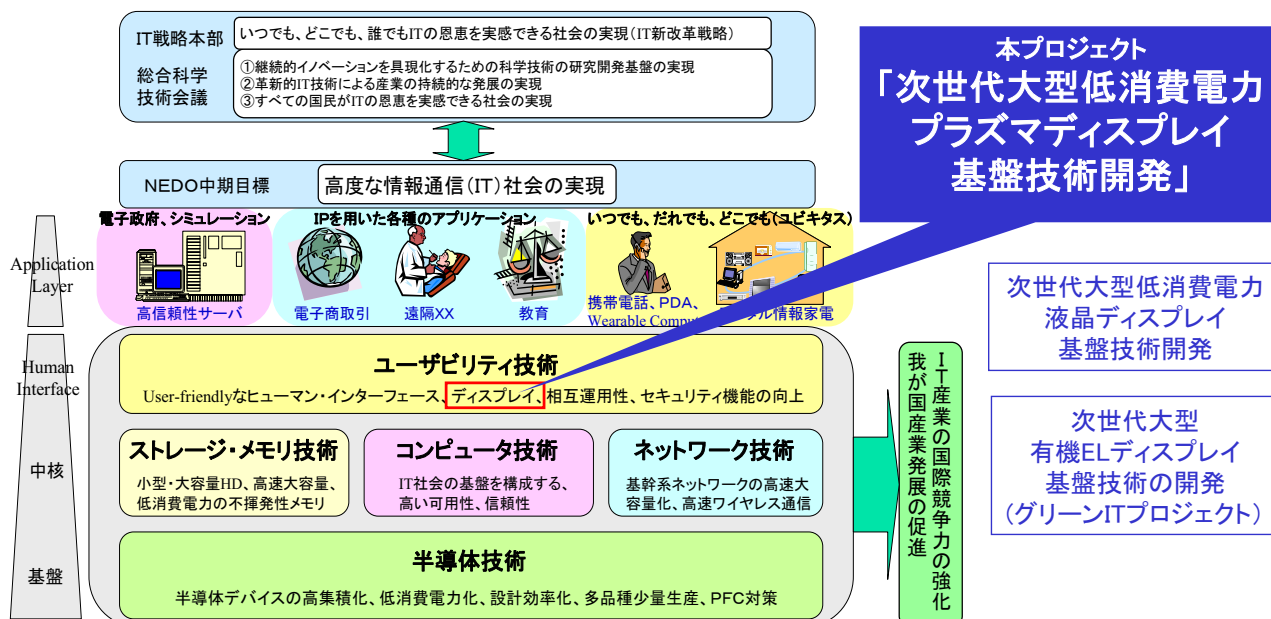 IT戦略本部
いつでも、どこでも、誰でもITの恩恵を実感できる社会の実現(IT新改革戦略)
総合科学
技術会議
①継続的イノベーションを具現化するための科学技術の研究開発基盤の実現
②革新的IT技術による産業の持続的な発展の実現
③すべての国民がITの恩恵を実感できる社会の実現
本プロジェクト
「次世代大型低消費電力
プラズマディスプレイ
基盤技術開発」
NEDO中期目標
高度な情報通信(IT)社会の実現
電子政府、シミュレーション
IPを用いた各種のアプリケーション
いつでも、だれでも、どこでも(ユビキタス)
Application
Layer
高信頼性サーバ
電子商取引
遠隔XX
教育
携帯電話、PDA、
Wearable Comput
ル情報家電
次世代大型低消費電力
液晶ディスプレイ
基盤技術開発
Human
Interface
ユーザビリティ技術
User-friendlyなヒューマン・インターフェース、ディスプレイ、相互運用性、セキュリティ機能の向上
中核
ストレージ・メモリ技術
小型・大容量HD、高速大容量、
低消費電力の不揮発性メモリ
コンピュータ技術
IT社会の基盤を構成する、
高い可用性、信頼性
ネットワーク技術
基幹系ネットワークの高速大
容量化、高速ワイヤレス通信
基盤
半導体技術
半導体デバイスの高集積化、低消費電力化、設計効率化、多品種少量生産、PFC対策
IT産業の国際競争力の強化
我が国産業発展の促進
次世代大型
有機ELディスプレイ
基盤技術の開発
(グリーンITプロジェクト)